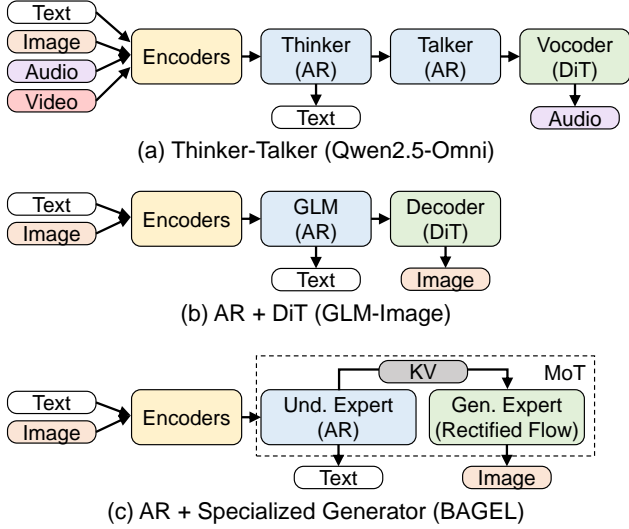 Text
Image
Audio
Video
Encoders
Thinker
(AR)
Talker
(AR)
Vocoder
(DiT)
Text
Audio
(a) Thinker-Talker (Qwen2.5-Omni)
Text
Image
Encoders
GLM
(AR)
Decoder
(DiT)
Text
Image
(b) AR + DiT (GLM-Image)
KV
MoT
Text
Image
Encoders
Und. Expert
(AR)
Gen. Expert
(Rectified Flow)
Text
Image
(c) AR + Specialized Generator (BAGEL)